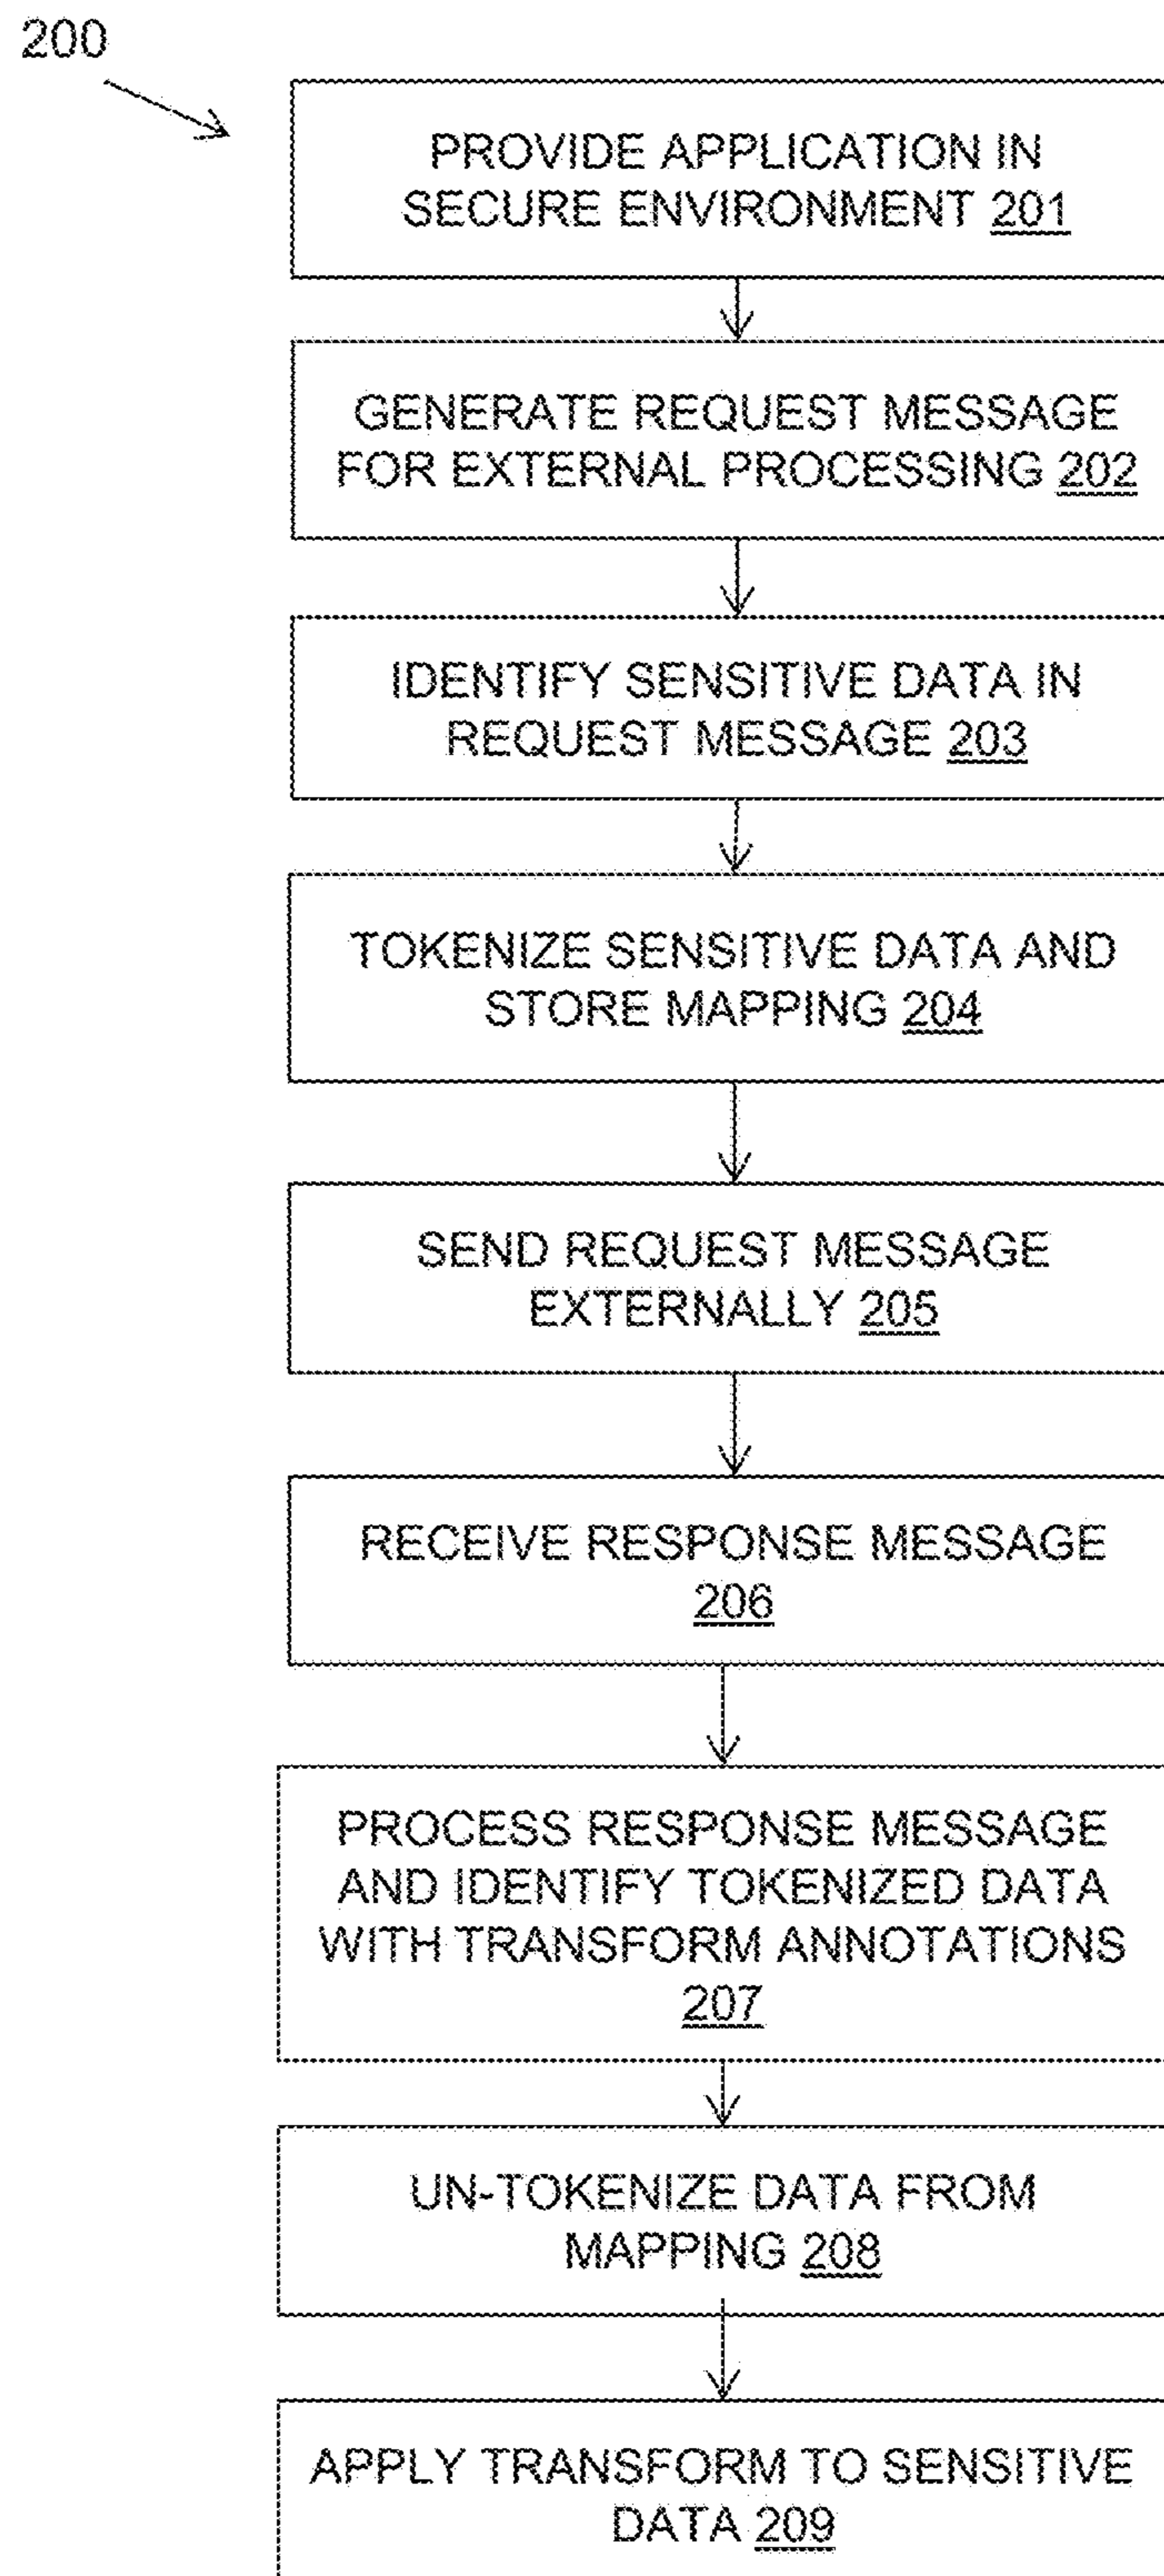 200
PROVIDE APPLICATION IN
SECURE ENVIRONMENT 201
GENERATE REQUEST MESSAGE
FOR EXTERNAL PROCESSING 202
IDENTIFY SENSITIVE DATA IN
REQUEST MESSAGE 203
TOKENIZE SENSITIVE DATA AND
STORE MAPPING 204
SEND REQUEST MESSAGE
EXTERNALLY 205
RECEIVE RESPONSE MESSAGE
206
PROCESS RESPONSE MESSAGE
AND IDENTIFY TOKENIZED DATA
WITH TRANSFORM ANNOTATIONS
207
UN-TOKENIZE DATA FROM
MAPPING 208
APPLY TRANSFORM TO SENSITIVE
DATA 209